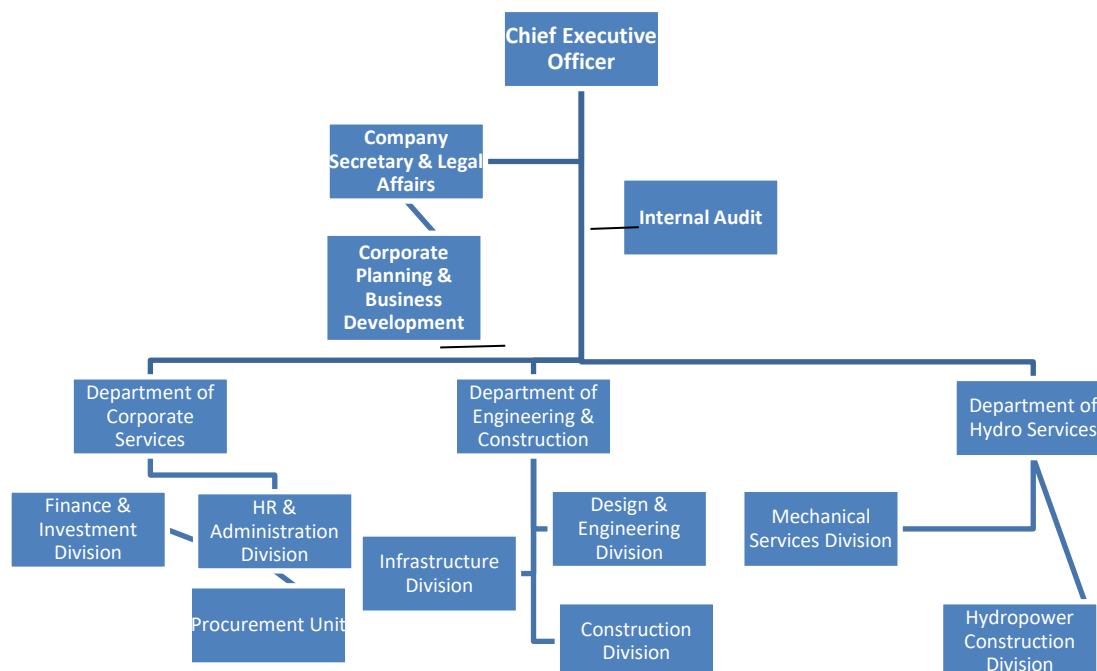 Chief Executive
Officer
Company
Secretary & Legal
Affairs
Internal Audit
Corporate
Planning &
Business
Development
Department of
Corporate
Services
Department of
Engineering &
Construction
Department of
Hydro Services
Finance &
Investment
Division
HR &
Administration
Division
Design &
Engineering
Division
Mechanical
Services Division
Infrastructure
Division
Procurement Unit
Construction
Division
Hydropower
Construction
Division